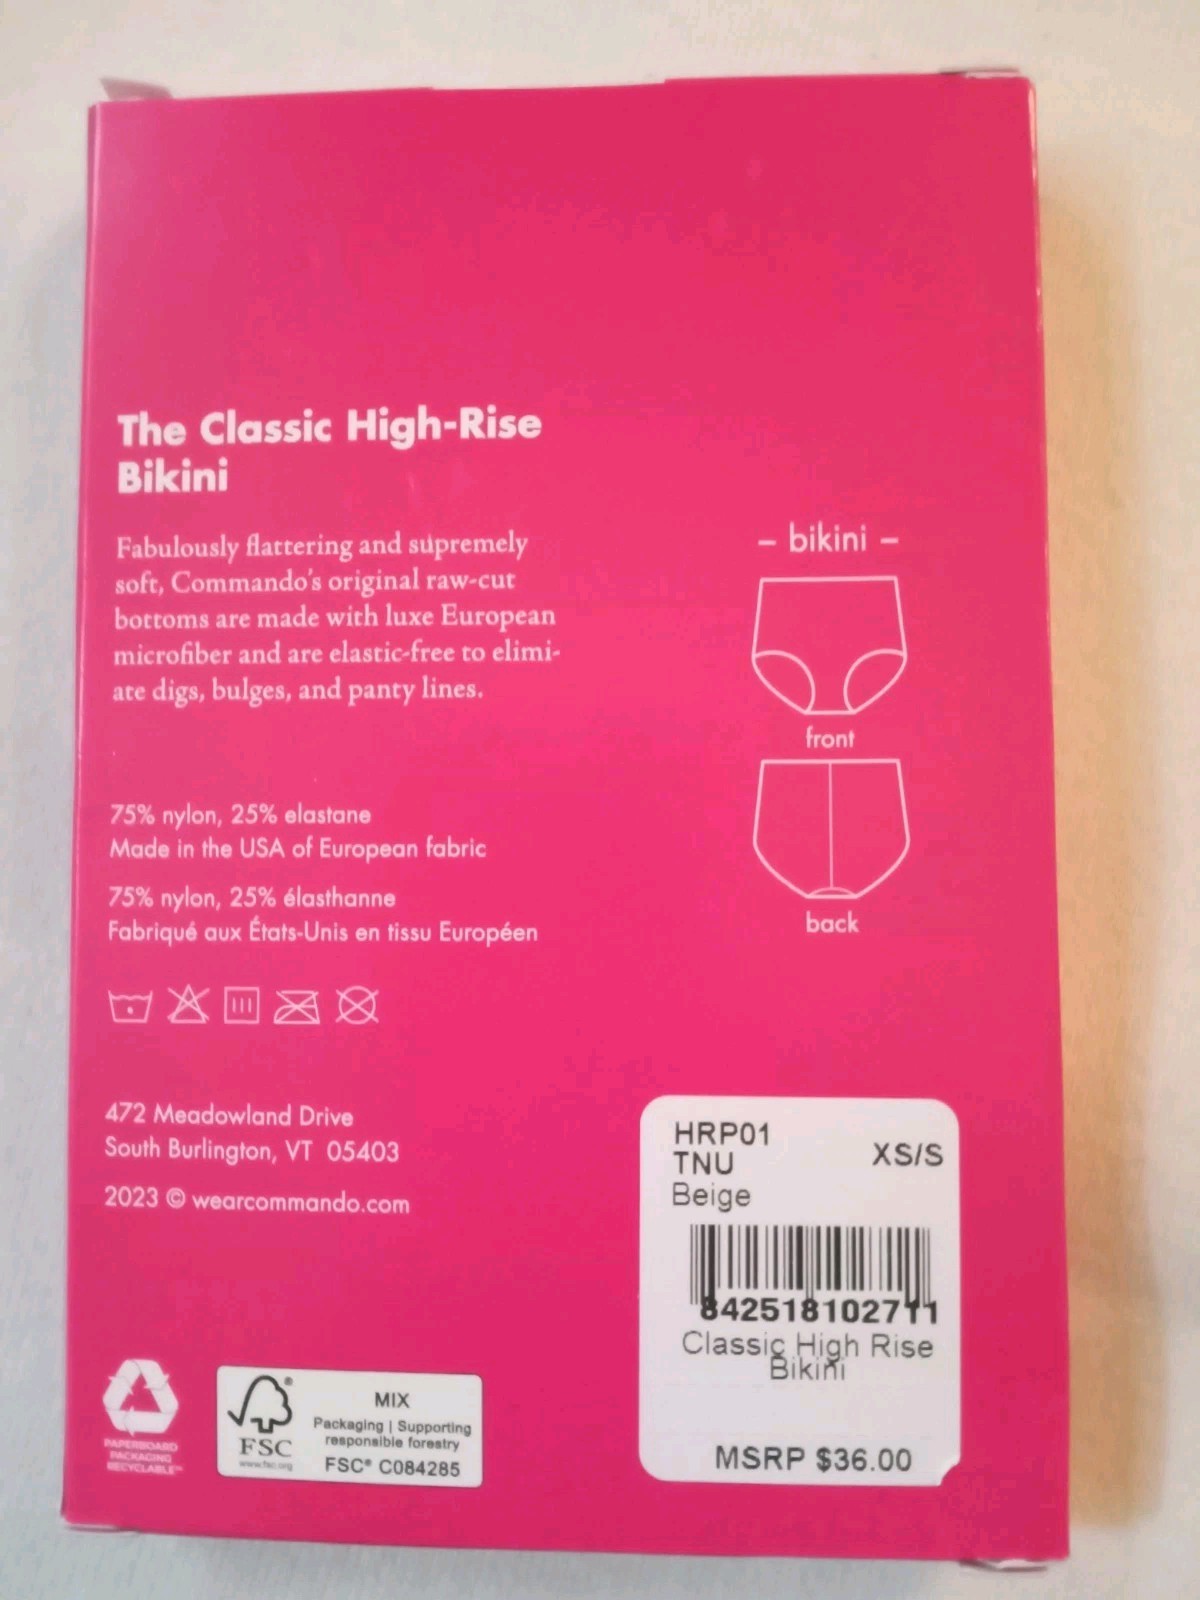 The Classic High-Rise
Bikini
Fabulously flattering and supremely
soft, Commando's original raw-cut
bottoms are made with luxe European
microfiber and are elastic-free to elimi-
ate digs, bulges, and panty lines.
75% nylon, 25% elastane
Made in the USA of European fabric
75% nylon, 25% élasthanne
Fabriqué aux États-Unis en tissu Européen
– bikini –
front
back
472 Meadowland Drive
South Burlington, VT 05403
2023 © wearcommando.com
PAPERBOARD
PACKAGING
RECYCLABLE™
FSC®
www.fsc.org
MIX
Packaging | Supporting
responsible forestry
FSC® C084285
HRP01
TNU
Beige
XS/S
842518102711
Classic High Rise
Bikini
MSRP $36.00